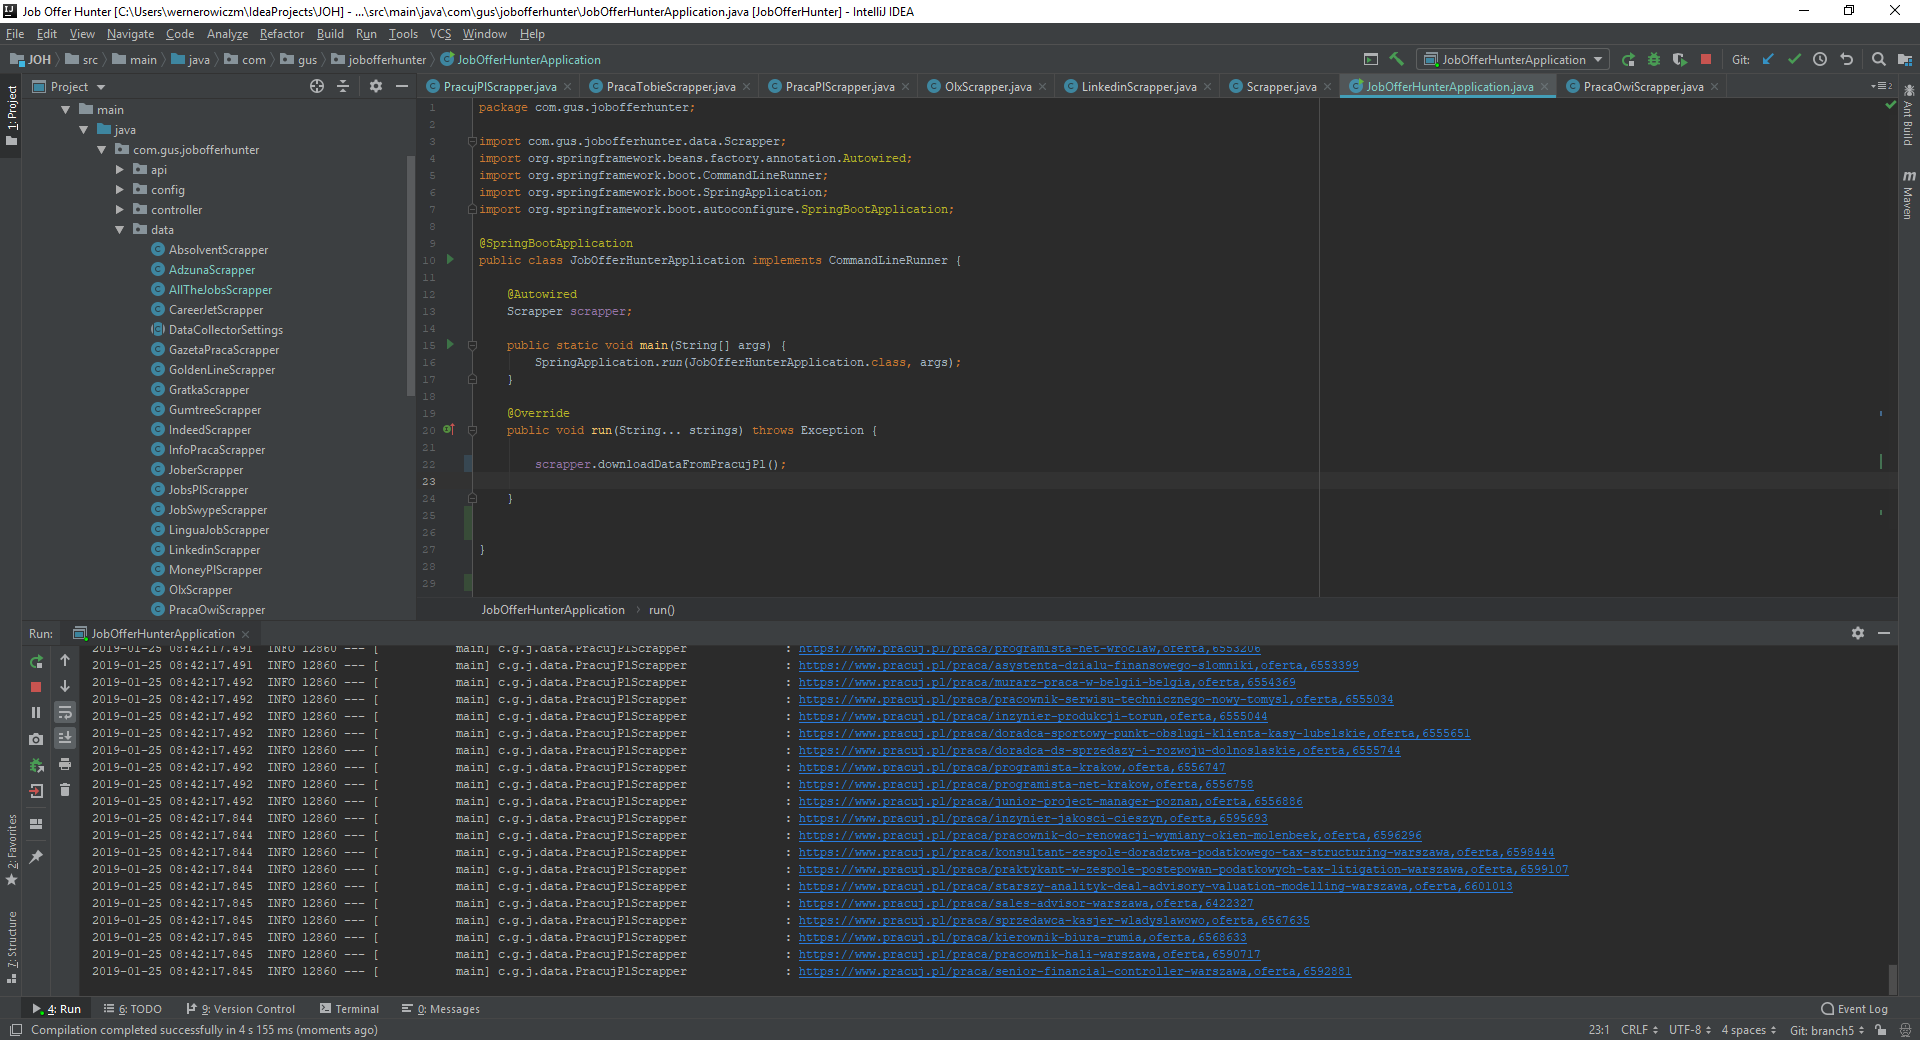 Job Offer Hunter [C:\Users\wernerowiczm\IdeaProjects\JOH] - ...\src\main\java\com\gus\jobofferhunter\JobOfferHunterApplication.java [JobOfferHunter] - IntelliJ IDEA
File Edit View Navigate Code Analyze Refactor Build Run Tools VCS Window Help
JOH src main java com gus jobofferhunter JobOfferHunterApplication
JobOfferHunterApplication Git:
Project
PracujPlScrapper.java PracaTobieScrapper.java PracaPlScrapper.java OlxScrapper.java LinkedinScrapper.java Scrapper.java JobOfferHunterApplication.java PracaOwiScrapper.java
1: Project
main
java
com.gus.jobofferhunter
api
config
controller
data
AbsolventScrapper
AdzunaScrapper
AllTheJobsScrapper
CareerJetScrapper
DataCollectorSettings
GazetaPracaScrapper
GoldenLineScrapper
GratkaScrapper
GumtreeScrapper
IndeedScrapper
InfoPracaScrapper
JoberScrapper
JobsPlScrapper
JobSwypeScrapper
LinguaJobScrapper
LinkedinScrapper
MoneyPlScrapper
OlxScrapper
PracaOwiScrapper
1 package com.gus.jobofferhunter;
2
3 import com.gus.jobofferhunter.data.Scrapper;
4 import org.springframework.beans.factory.annotation.Autowired;
5 import org.springframework.boot.CommandLineRunner;
6 import org.springframework.boot.SpringApplication;
7 import org.springframework.boot.autoconfigure.SpringBootApplication;
8
9 @SpringBootApplication
10 public class JobOfferHunterApplication implements CommandLineRunner {
11
12 @Autowired
13 Scrapper scrapper;
14
15 public static void main(String[] args) {
16 SpringApplication.run(JobOfferHunterApplication.class, args);
17 }
18
19 @Override
20 public void run(String... strings) throws Exception {
21
22 scrapper.downloadDataFromPracujPl();
23
24 }
25
26
27 }
28
29
JobOfferHunterApplication run()
Ant Build
Maven
Run: JobOfferHunterApplication
2019-01-25 08:42:17.491 INFO 12860 --- [ main] c.g.j.data.PracujPlScrapper : https://www.pracuj.pl/praca/programista-net-wroclaw,oferta,6553206
2019-01-25 08:42:17.491 INFO 12860 --- [ main] c.g.j.data.PracujPlScrapper : https://www.pracuj.pl/praca/asystenta-dzialu-finansowego-slomniki,oferta,6553399
2019-01-25 08:42:17.492 INFO 12860 --- [ main] c.g.j.data.PracujPlScrapper : https://www.pracuj.pl/praca/murarz-praca-w-belgii-belgia,oferta,6554369
2019-01-25 08:42:17.492 INFO 12860 --- [ main] c.g.j.data.PracujPlScrapper : https://www.pracuj.pl/praca/pracownik-serwisu-technicznego-nowy-tomysl,oferta,6555034
2019-01-25 08:42:17.492 INFO 12860 --- [ main] c.g.j.data.PracujPlScrapper : https://www.pracuj.pl/praca/inzynier-produkcji-torun,oferta,6555044
2019-01-25 08:42:17.492 INFO 12860 --- [ main] c.g.j.data.PracujPlScrapper : https://www.pracuj.pl/praca/doradca-sportowy-punkt-obslugi-klienta-kasy-lubelskie,oferta,6555651
2019-01-25 08:42:17.492 INFO 12860 --- [ main] c.g.j.data.PracujPlScrapper : https://www.pracuj.pl/praca/doradca-ds-sprzedazy-i-rozwoju-dolnoslaskie,oferta,6555744
2019-01-25 08:42:17.492 INFO 12860 --- [ main] c.g.j.data.PracujPlScrapper : https://www.pracuj.pl/praca/programista-krakow,oferta,6556747
2019-01-25 08:42:17.492 INFO 12860 --- [ main] c.g.j.data.PracujPlScrapper : https://www.pracuj.pl/praca/programista-net-krakow,oferta,6556758
2019-01-25 08:42:17.492 INFO 12860 --- [ main] c.g.j.data.PracujPlScrapper : https://www.pracuj.pl/praca/junior-project-manager-poznan,oferta,6556886
2019-01-25 08:42:17.844 INFO 12860 --- [ main] c.g.j.data.PracujPlScrapper : https://www.pracuj.pl/praca/inzynier-jakosci-cieszyn,oferta,6595693
2019-01-25 08:42:17.844 INFO 12860 --- [ main] c.g.j.data.PracujPlScrapper : https://www.pracuj.pl/praca/pracownik-do-renowacji-wymiany-okien-molenbeek,oferta,6596296
2019-01-25 08:42:17.844 INFO 12860 --- [ main] c.g.j.data.PracujPlScrapper : https://www.pracuj.pl/praca/konsultant-zespole-doradztwa-podatkowego-tax-structuring-warszawa,oferta,6598444
2019-01-25 08:42:17.844 INFO 12860 --- [ main] c.g.j.data.PracujPlScrapper : https://www.pracuj.pl/praca/praktykant-w-zespole-postepowan-podatkowych-tax-litigation-warszawa,oferta,6599107
2019-01-25 08:42:17.845 INFO 12860 --- [ main] c.g.j.data.PracujPlScrapper : https://www.pracuj.pl/praca/starszy-analityk-deal-advisory-valuation-modelling-warszawa,oferta,6601013
2019-01-25 08:42:17.845 INFO 12860 --- [ main] c.g.j.data.PracujPlScrapper : https://www.pracuj.pl/praca/sales-advisor-warszawa,oferta,6422327
2019-01-25 08:42:17.845 INFO 12860 --- [ main] c.g.j.data.PracujPlScrapper : https://www.pracuj.pl/praca/sprzedawca-kasjer-wladyslawowo,oferta,6567635
2019-01-25 08:42:17.845 INFO 12860 --- [ main] c.g.j.data.PracujPlScrapper : https://www.pracuj.pl/praca/kierownik-biura-rumia,oferta,6568633
2019-01-25 08:42:17.845 INFO 12860 --- [ main] c.g.j.data.PracujPlScrapper : https://www.pracuj.pl/praca/pracownik-hali-warszawa,oferta,6590717
2019-01-25 08:42:17.845 INFO 12860 --- [ main] c.g.j.data.PracujPlScrapper : https://www.pracuj.pl/praca/senior-financial-controller-warszawa,oferta,6592881
2: Favorites
7: Structure
4: Run 6: TODO 9: Version Control Terminal 0: Messages Event Log
Compilation completed successfully in 4 s 155 ms (moments ago) 23:1 CRLF UTF-8 4 spaces Git: branch5